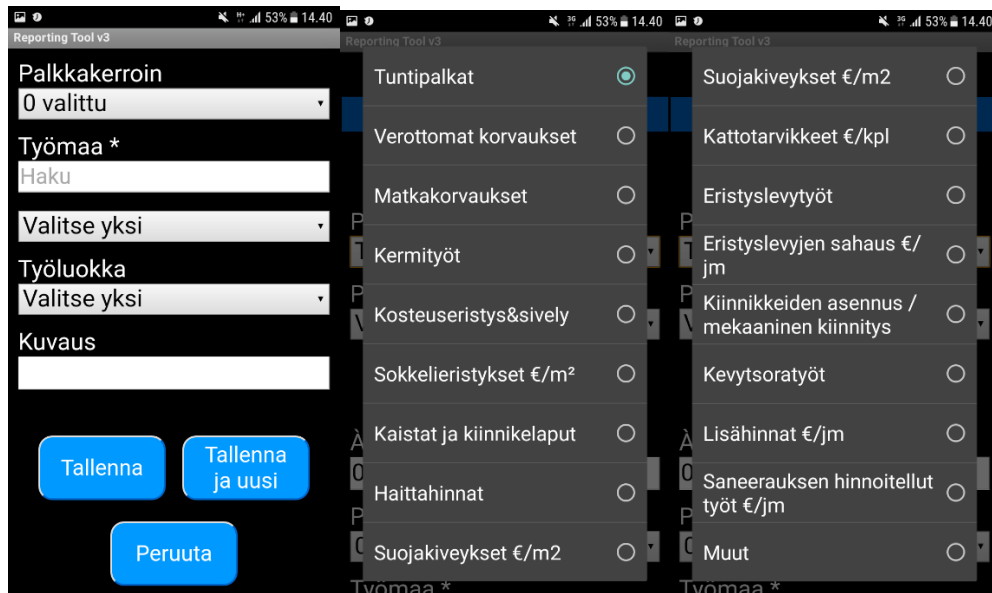 53% 14.40
Reporting Tool v3
Palkkakerroin
0 valittu
Työmaa *
Haku
Valitse yksi
Työluokka
Valitse yksi
Kuvaus
Tallenna
Tallenna
ja uusi
Peruuta
3G 53% 14.40
Reporting Tool v3
Tuntipalkat
Verottomat korvaukset
Matkakorvaukset
Kermityöt
Kosteuseristys&sively
Sokkelieristykset €/m²
Kaistat ja kiinnikelaput
Haittahinnat
Suojakiveykset €/m2
Työmaa *
3G 53% 14.40
Reporting Tool v3
Suojakiveykset €/m2
Kattotarvikkeet €/kpl
Eristyslevytyöt
Eristyslevyjen sahaus €/
jm
Kiinnikkeiden asennus /
mekaaninen kiinnitys
Kevytsoratyöt
Lisähinnat €/jm
Saneerauksen hinnoitellut
työt €/jm
Muut
Työmaa *